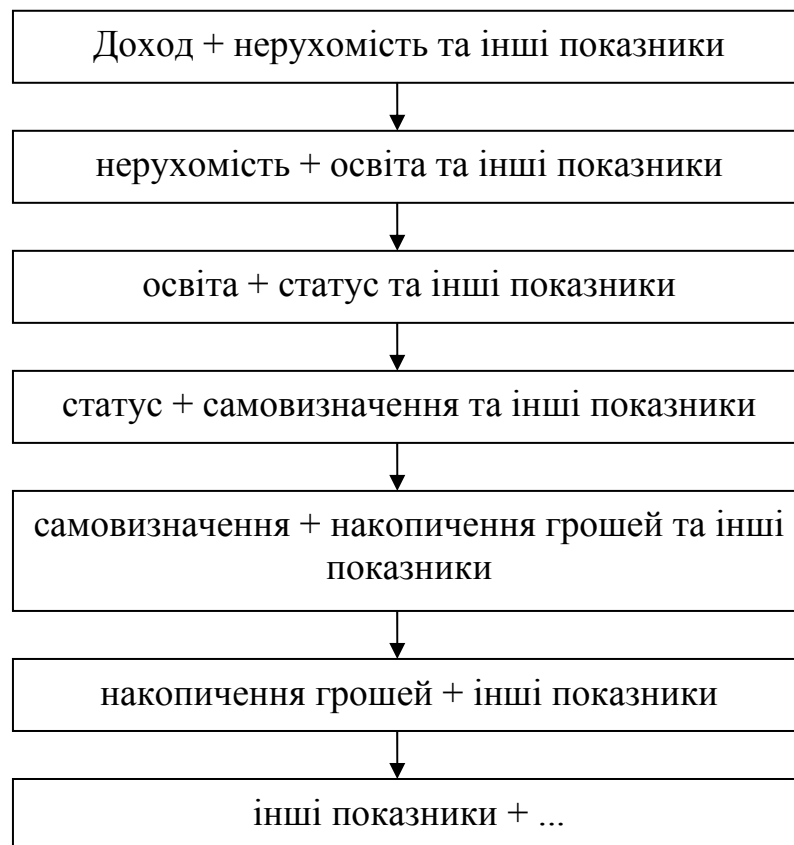 Доход + нерухомість та інші показники
нерухомість + освіта та інші показники
освіта + статус та інші показники
статус + самовизначення та інші показники
самовизначення + накопичення грошей та інші
показники
накопичення грошей + інші показники
інші показники + ...